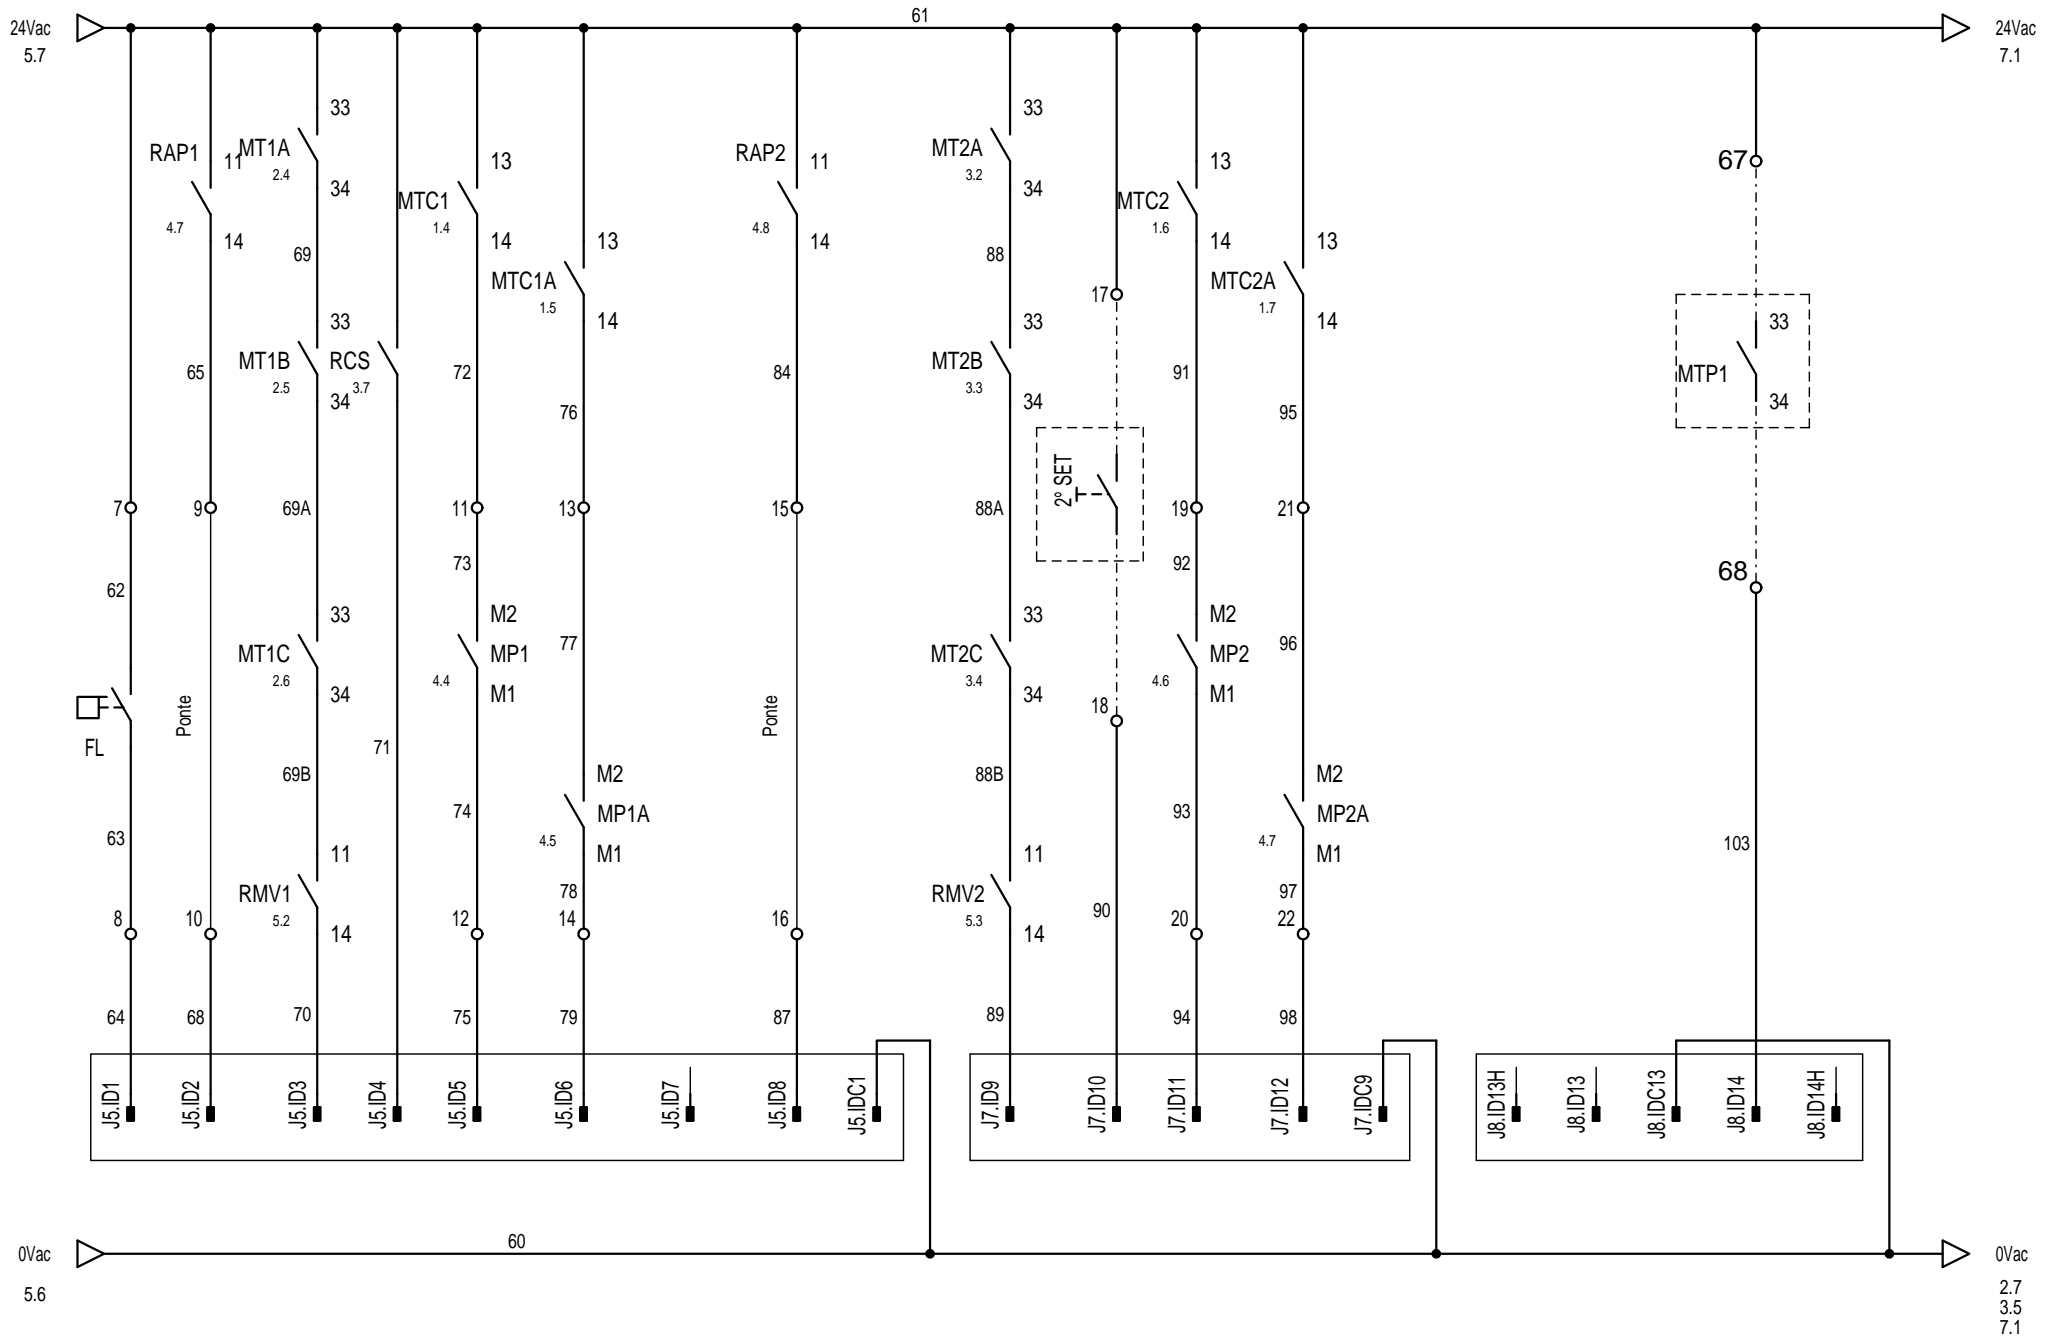 24Vac
5.7
61
24Vac
7.1
RAP1
11
4.7
14
65
9
Ponte
10
68
33
MT1A
2.4
34
69
33
MT1B
2.5
34
69A
33
MT1C
2.6
34
69B
11
RMV1
5.2
14
70
7
62
FL
63
8
64
RCS
3.7
71
13
MTC1
1.4
14
72
11
73
M2
MP1
4.4
M1
74
12
75
13
MTC1A
1.5
14
76
13
77
M2
MP1A
4.5
M1
78
14
79
RAP2
11
4.8
14
84
15
Ponte
16
87
33
MT2A
3.2
34
88
33
MT2B
3.3
34
88A
33
MT2C
3.4
34
88B
11
RMV2
5.3
14
89
17
2º SET
18
90
13
MTC2
1.6
14
91
19
92
M2
MP2
4.6
M1
93
20
94
13
MTC2A
1.7
14
95
21
96
M2
MP2A
4.7
M1
97
22
98
67
33
MTP1
34
68
103
J5.ID1
J5.ID2
J5.ID3
J5.ID4
J5.ID5
J5.ID6
J5.ID7
J5.ID8
J5.IDC1
J7.ID9
J7.ID10
J7.ID11
J7.ID12
J7.IDC9
J8.ID13H
J8.ID13
J8.IDC13
J8.ID14
J8.ID14H
0Vac
5.6
60
0Vac
2.7
3.5
7.1